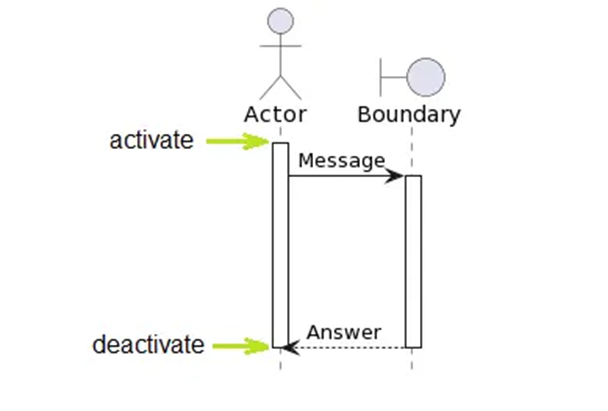 Actor
Boundary
activate
Message
Answer
deactivate